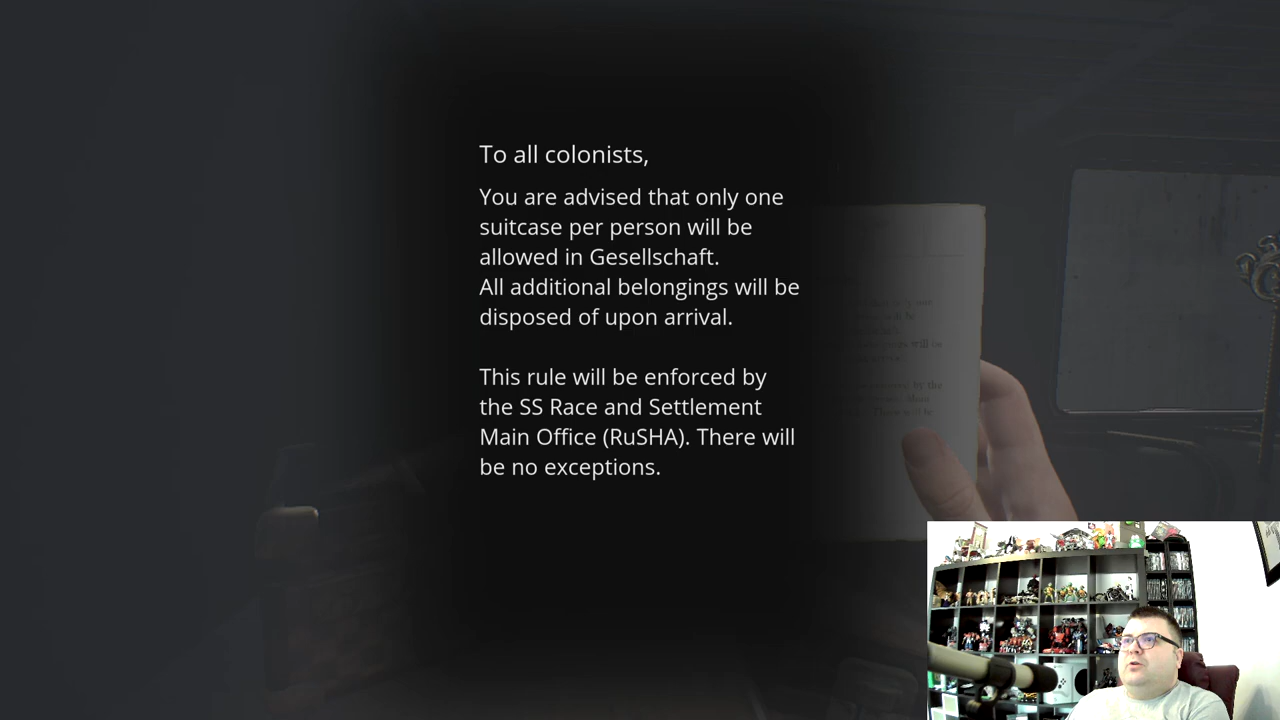 To all colonists,
You are advised that only one
suitcase per person will be
allowed in Gesellschaft.
All additional belongings will be
disposed of upon arrival.
This rule will be enforced by
the SS Race and Settlement
Main Office (RuSHA). There will
be no exceptions.